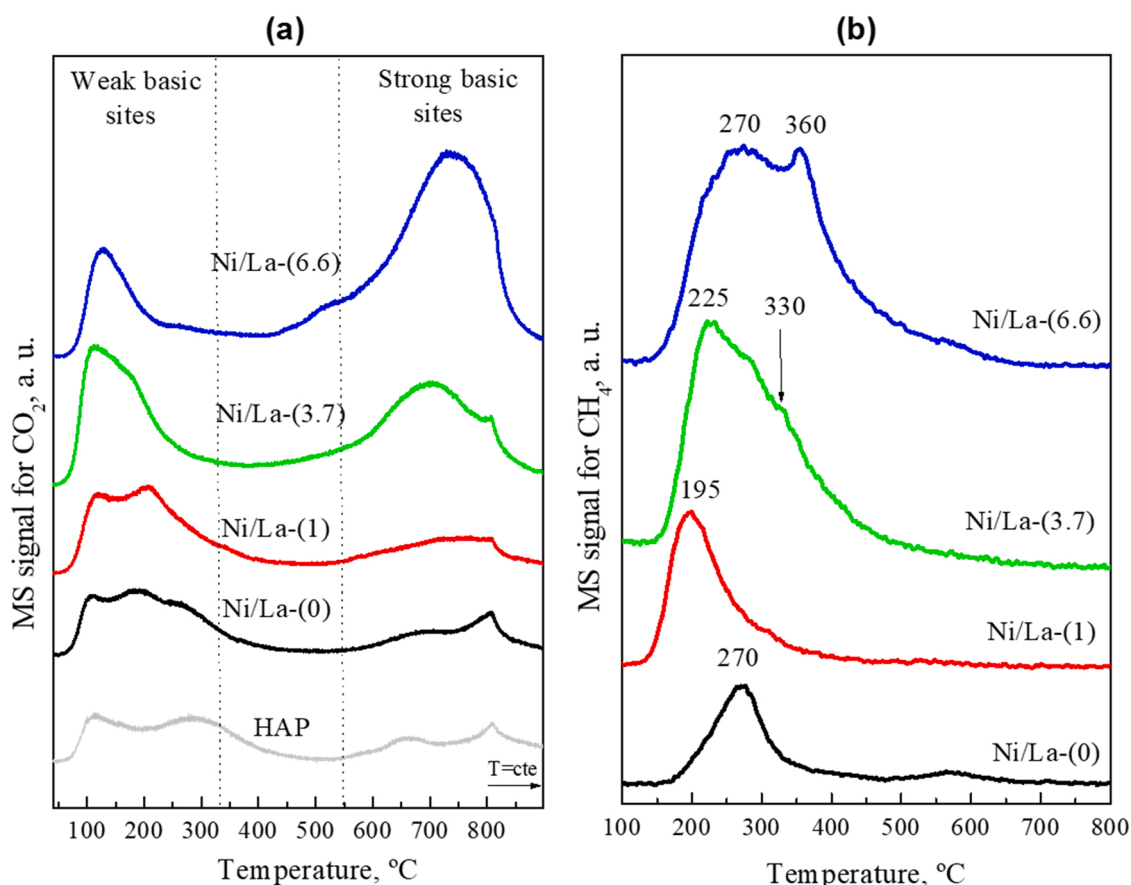 (a)
Weak basic
sites
Strong basic
sites
Ni/La-(6.6)
Ni/La-(3.7)
Ni/La-(1)
Ni/La-(0)
HAP
T=cte
MS signal for CO₂, a. u.
100 200 300 400 500 600 700 800
Temperature, ºC
(b)
270 360
Ni/La-(6.6)
225 330
Ni/La-(3.7)
195
Ni/La-(1)
270
Ni/La-(0)
MS signal for CH₄, a. u.
100 200 300 400 500 600 700 800
Temperature, ºC